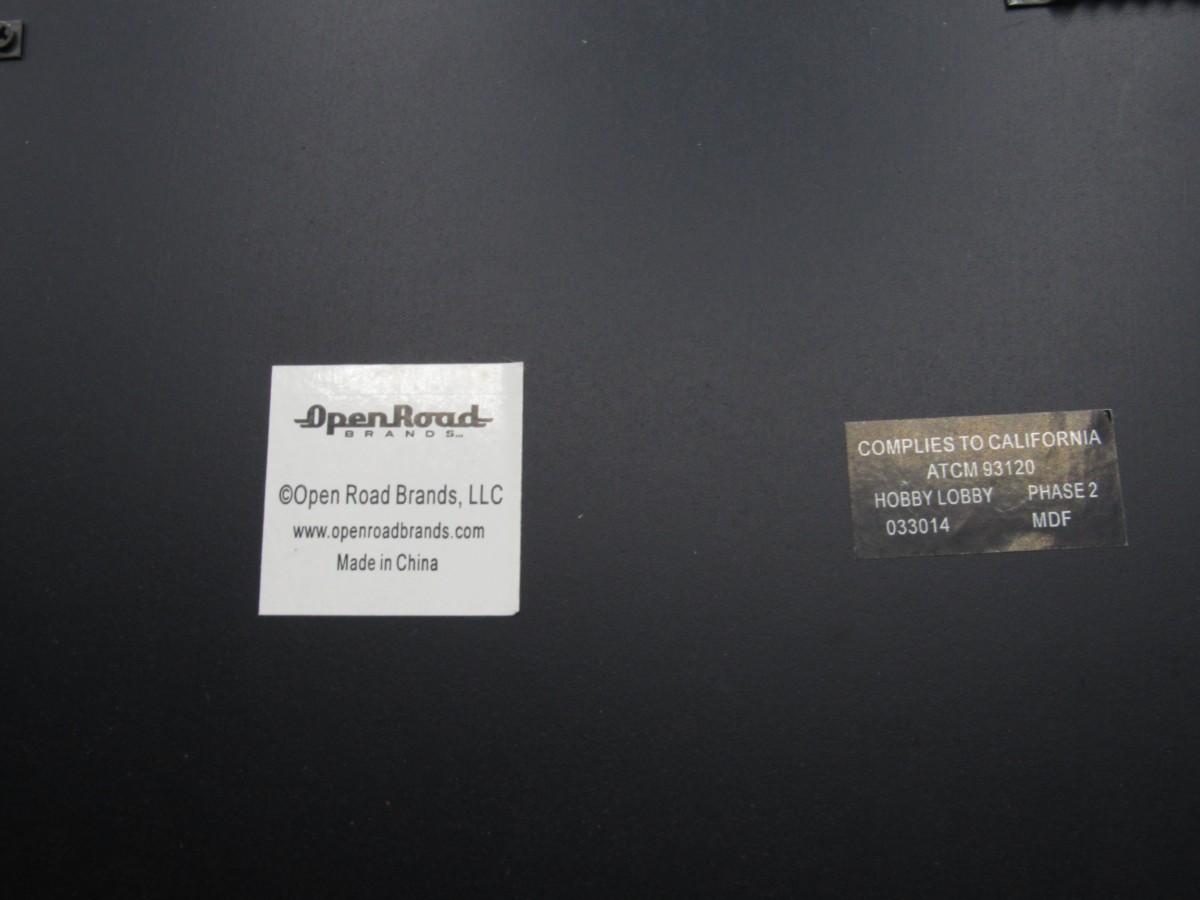 OpenRoad
BRANDS LLC
©Open Road Brands, LLC
www.openroadbrands.com
Made in China
COMPLIES TO CALIFORNIA
ATCM 93120
HOBBY LOBBY PHASE 2
033014 MDF